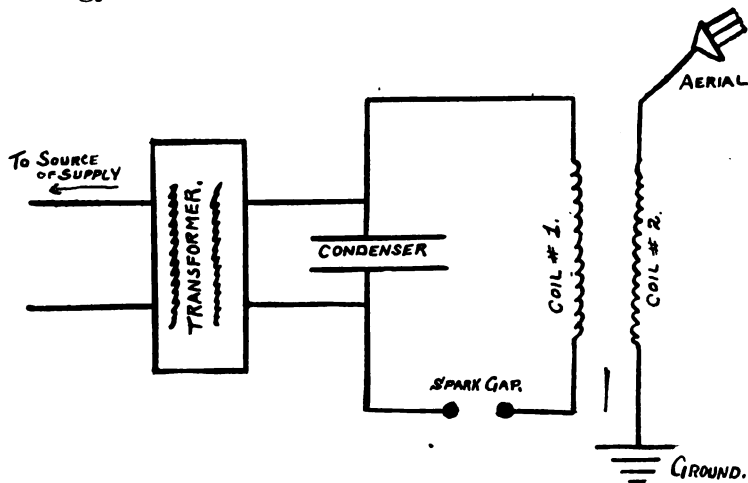 AERIAL
TO SOURCE
OF SUPPLY
TRANSFORMER.
CONDENSER
COIL # 1.
COIL # 2.
SPARK GAP.
GROUND.